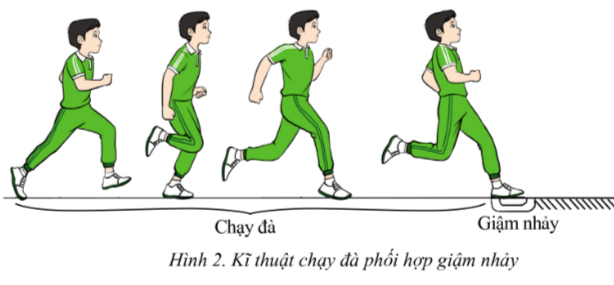 Chạy đà
Giậm nhảy
Hình 2. Kĩ thuật chạy đà phối hợp giậm nhảy